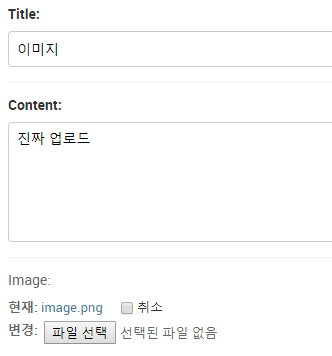 Title:
이미지
Content:
진짜 업로드
Image:
현재: image.png 취소
변경: 파일 선택 선택된 파일 없음